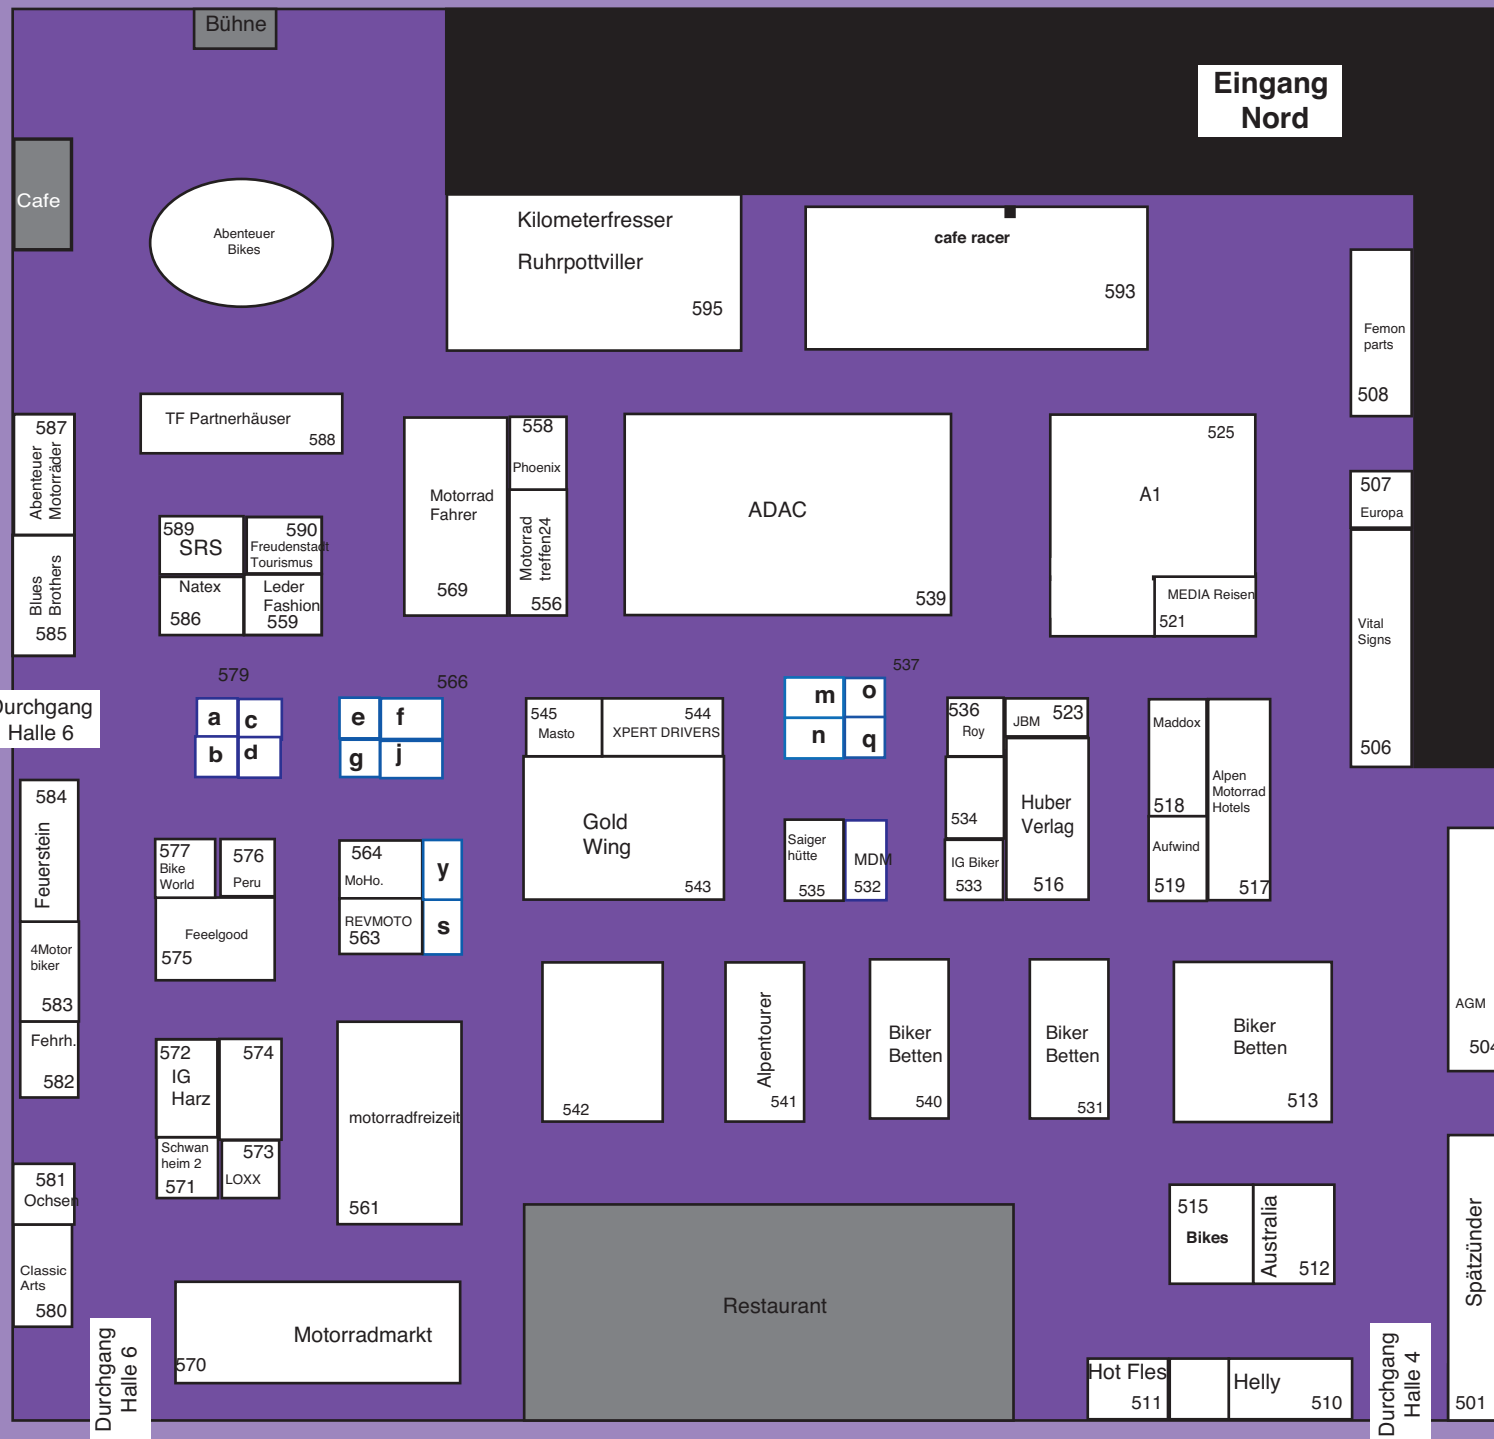 Bühne
Eingang
Nord
Cafe
Abenteuer
Bikes
Kilometerfresser
Ruhrpottviller
595
cafe racer
593
Femon
parts
508
TF Partnerhäuser
588
587
Abenteuer
Motorräder
Blues
Brothers
585
589
SRS
590
Freudenstadt
Tourismus
Natex
586
Leder
Fashion
559
Motorrad
Fahrer
569
558
Phoenix
Motorrad
treffen24
556
ADAC
539
525
A1
MEDIA Reisen
521
507
Europa
Vital
Signs
506
Durchgang
Halle 6
579
a
c
b
d
566
e
f
g
j
545
Masto
544
XPERT DRIVERS
Gold
Wing
543
537
m
o
n
q
Saiger
hütte
535
MDM
532
536
Roy
534
IG Biker
533
JBM
523
Huber
Verlag
516
Maddox
518
Aufwind
519
Alpen
Motorrad
Hotels
517
584
Feuerstein
4Motor
biker
583
Fehrh.
582
577
Bike
World
576
Peru
Feeelgood
575
564
MoHo.
REVMOTO
563
y
s
AGM
504
572
IG
Harz
574
Schwan
heim 2
571
573
LOXX
motorradfreizeit
561
542
Alpentourer
541
Biker
Betten
540
Biker
Betten
531
Biker
Betten
513
581
Ochsen
Classic
Arts
580
515
Bikes
Australia
512
Spätzünder
501
Durchgang
Halle 6
Motorradmarkt
570
Restaurant
Hot Fles
511
Helly
510
Durchgang
Halle 4